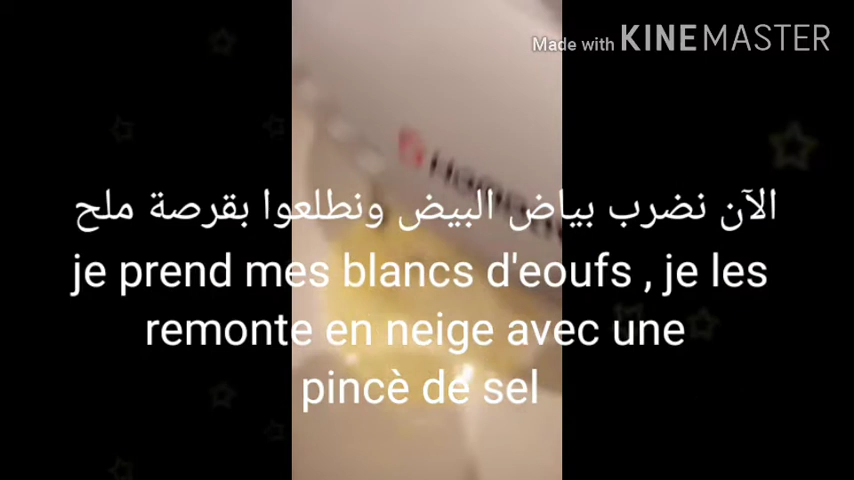 Made with KINEMASTER
الآن نضرب بياض البيض ونطلعوا بقرصة ملح
je prend mes blancs d'eoufs , je les
remonte en neige avec une
pincè de sel